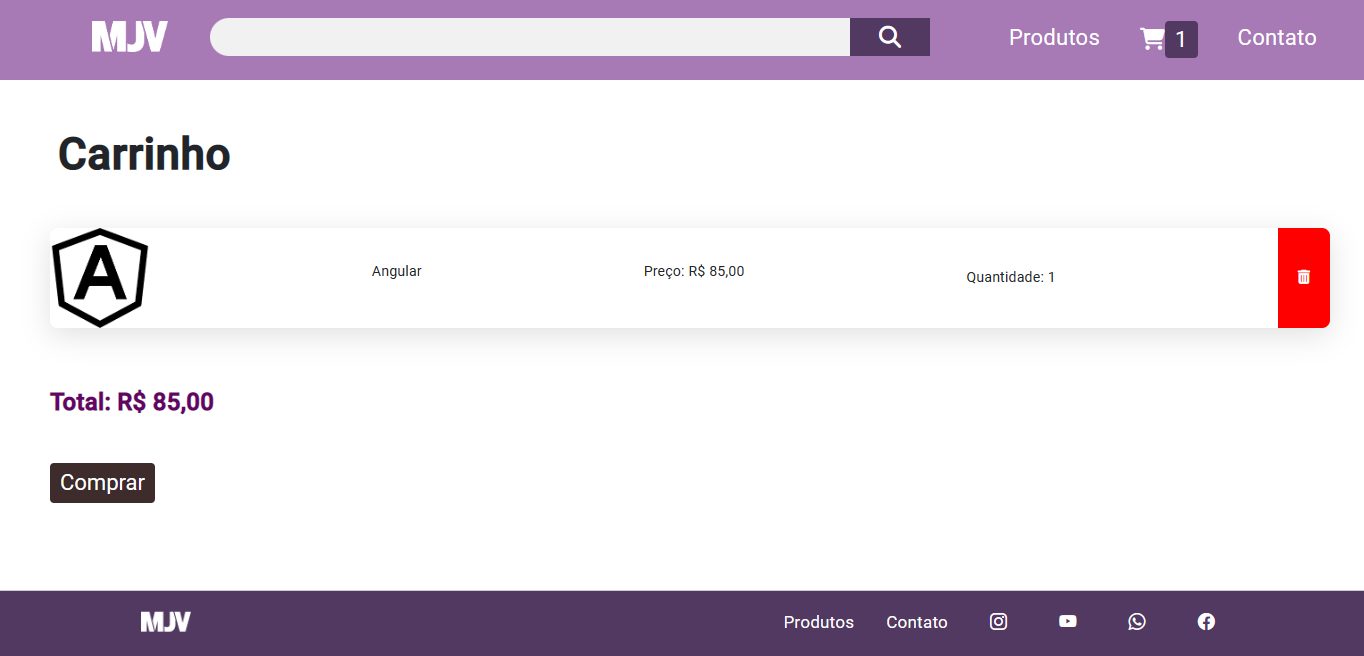 MJV
Produtos
1
Contato
Carrinho
A
Angular
Preço: R$ 85,00
Quantidade: 1
Total: R$ 85,00
Comprar
MJV
Produtos
Contato